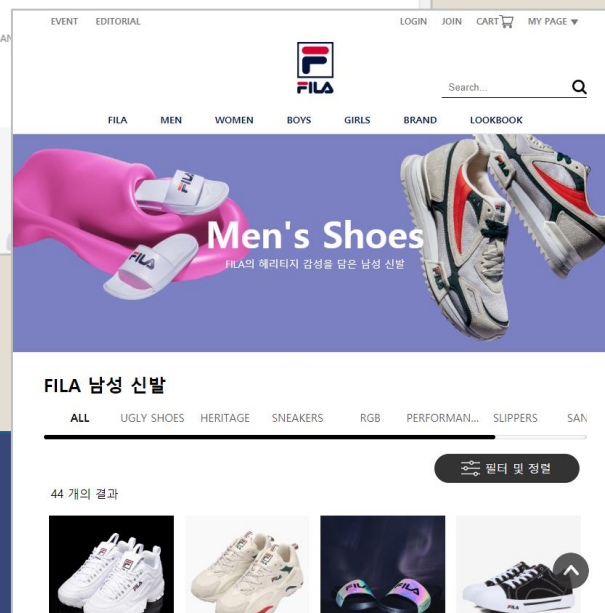 EVENT EDITORIAL LOGIN JOIN CART MY PAGE ▼
FILA
Search...
FILA MEN WOMEN BOYS GIRLS BRAND LOOKBOOK
Men's Shoes
FILA의 헤리티지 감성을 담은 남성 신발
FILA 남성 신발
ALL UGLY SHOES HERITAGE SNEAKERS RGB PERFORMAN... SLIPPERS SAN
필터 및 정렬
44 개의 결과